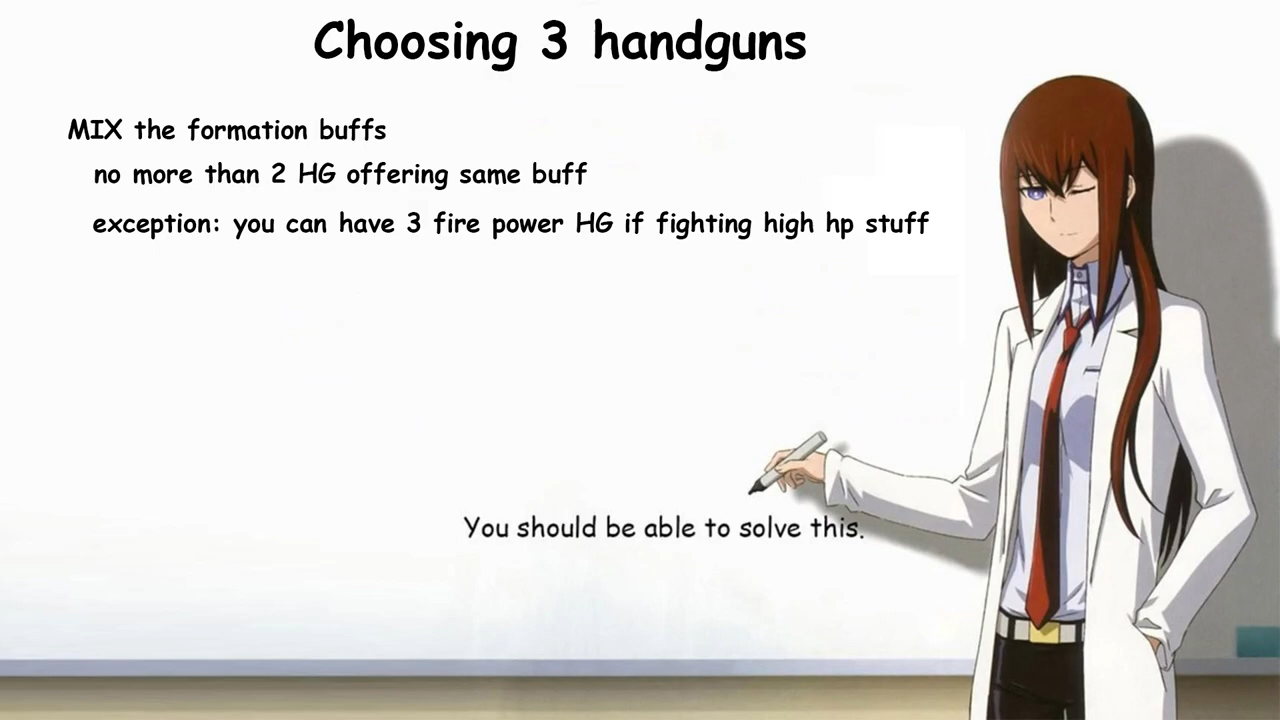 Choosing 3 handguns
MIX the formation buffs
no more than 2 HG offering same buff
exception: you can have 3 fire power HG if fighting high hp stuff
You should be able to solve this.